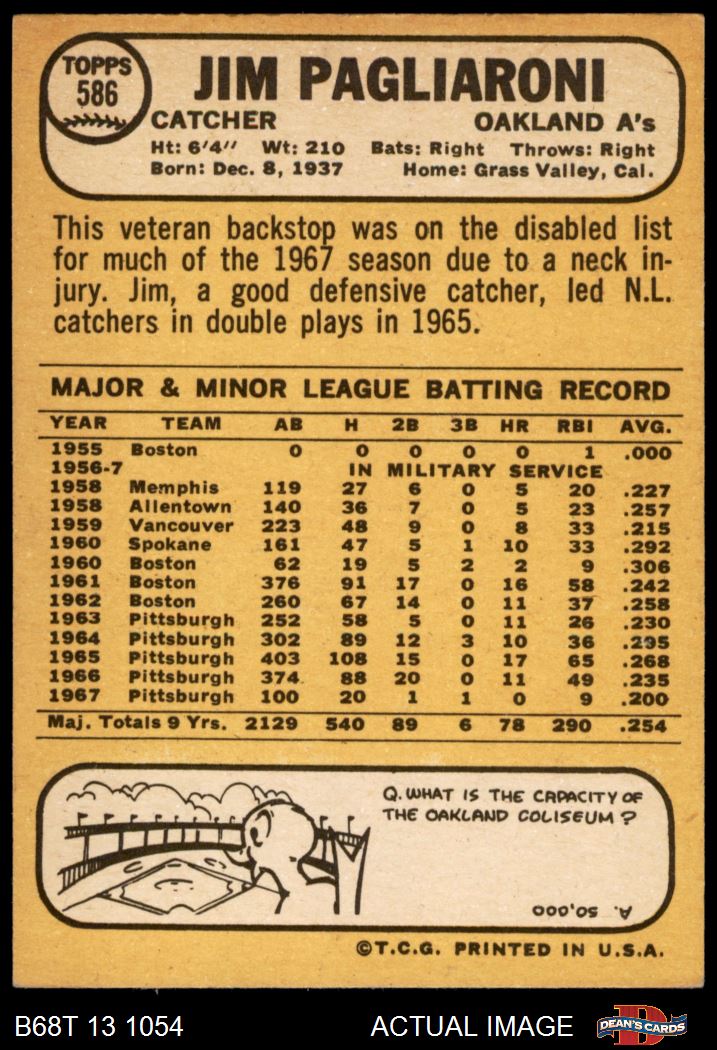 TOPPS
586
JIM PAGLIARONI
CATCHER OAKLAND A's
Ht: 6'4" Wt: 210 Bats: Right Throws: Right
Born: Dec. 8, 1937 Home: Grass Valley, Cal.
This veteran backstop was on the disabled list
for much of the 1967 season due to a neck in-
jury. Jim, a good defensive catcher, led N.L.
catchers in double plays in 1965.
MAJOR & MINOR LEAGUE BATTING RECORD
YEAR TEAM AB H 2B 3B HR RBI AVG.
1955 Boston 0 0 0 0 0 1 .000
1956-7 IN MILITARY SERVICE
1958 Memphis 119 27 6 0 5 20 .227
1958 Allentown 140 36 7 0 5 23 .257
1959 Vancouver 223 48 9 0 8 33 .215
1960 Spokane 161 47 5 1 10 33 .292
1960 Boston 62 19 5 2 2 9 .306
1961 Boston 376 91 17 0 16 58 .242
1962 Boston 260 67 14 0 11 37 .258
1963 Pittsburgh 252 58 5 0 11 26 .230
1964 Pittsburgh 302 89 12 3 10 36 .295
1965 Pittsburgh 403 108 15 0 17 65 .268
1966 Pittsburgh 374 88 20 0 11 49 .235
1967 Pittsburgh 100 20 1 1 0 9 .200
Maj. Totals 9 Yrs. 2129 540 89 6 78 290 .254
Q. WHAT IS THE CAPACITY OF
THE OAKLAND COLISEUM?
A. 50,000
©T.C.G. PRINTED IN U.S.A.
B68T 13 1054 ACTUAL IMAGE DEAN'S CARDS